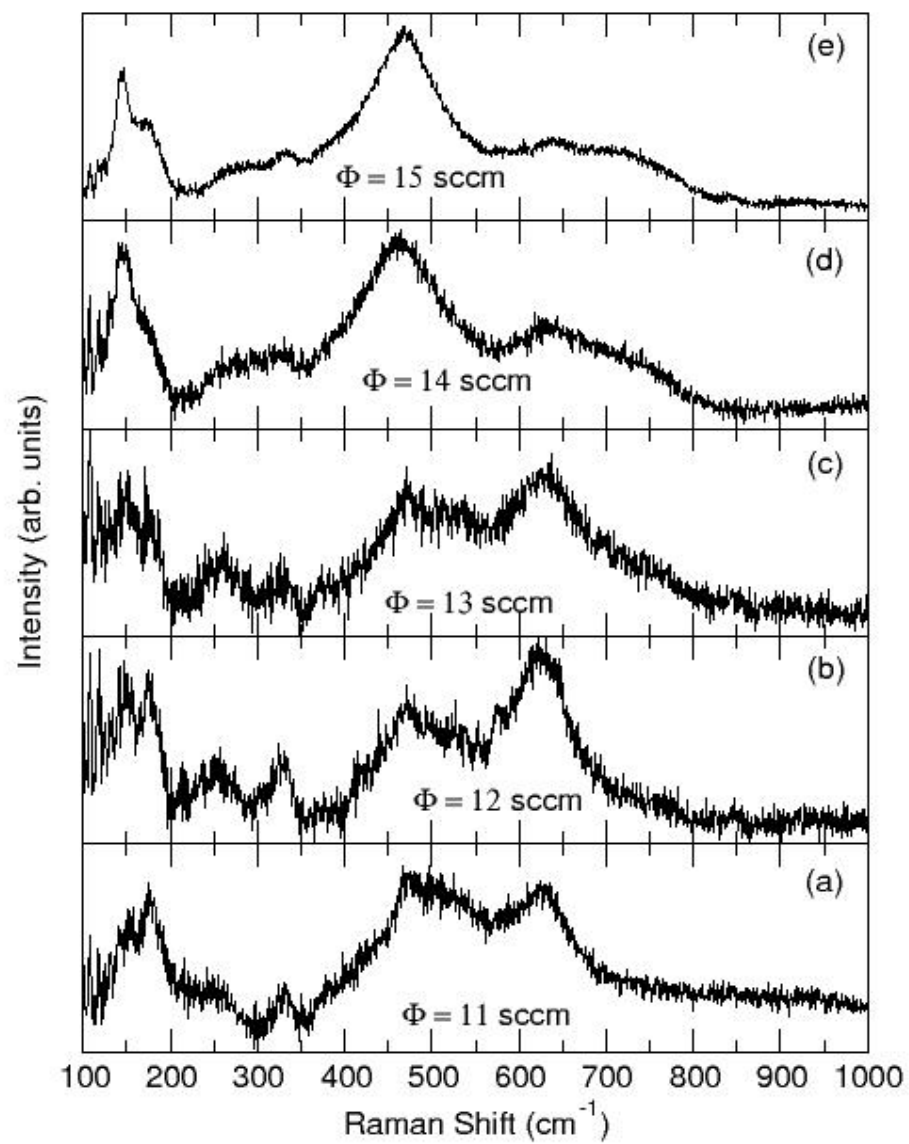 (e)
Φ = 15 sccm
(d)
Φ = 14 sccm
(c)
Φ = 13 sccm
(b)
Φ = 12 sccm
(a)
Φ = 11 sccm
Intensity (arb. units)
100 200 300 400 500 600 700 800 900 1000
Raman Shift (cm⁻¹)